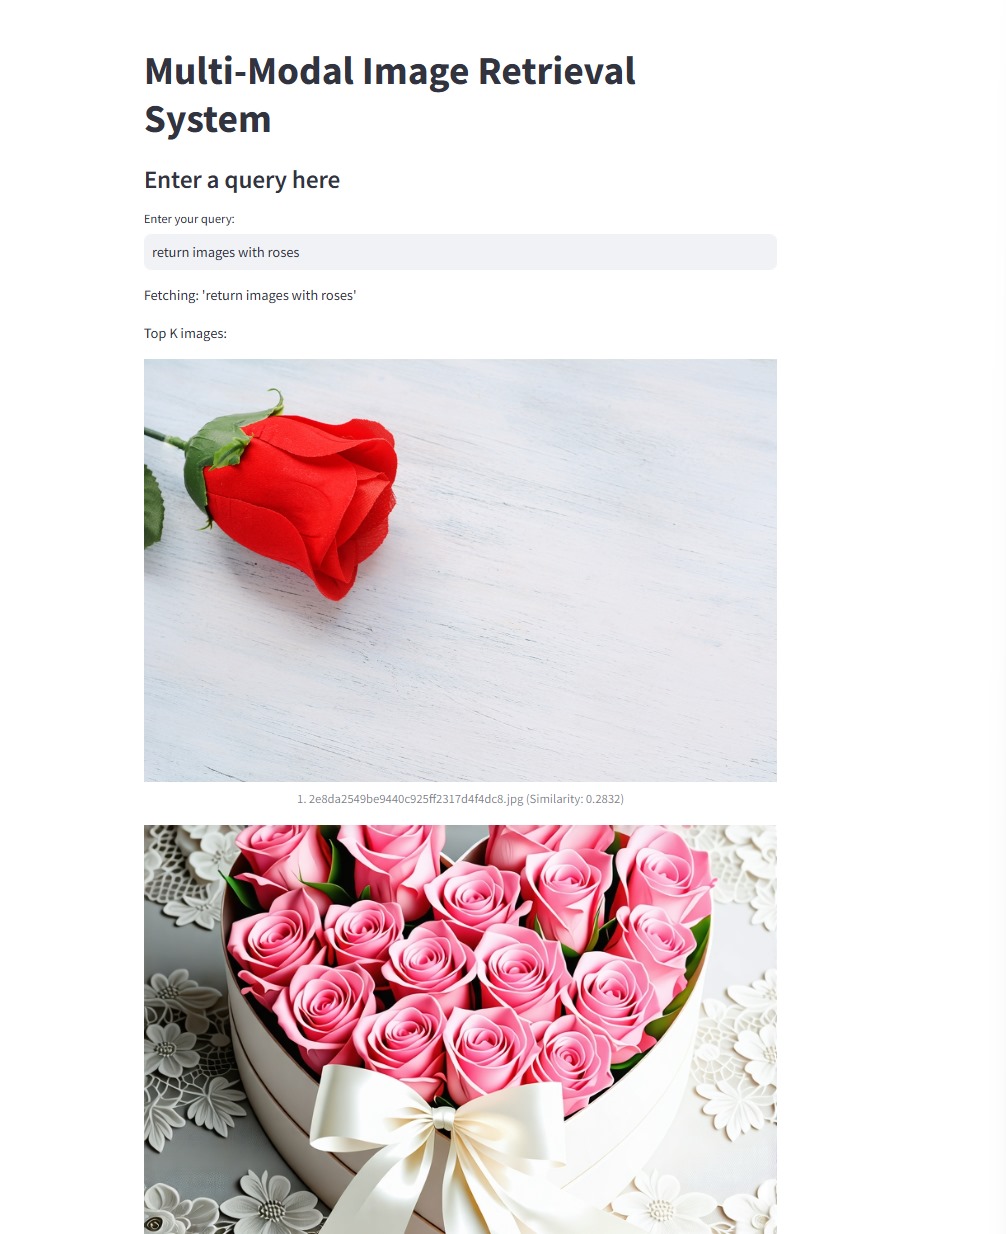 Multi-Modal Image Retrieval
System
Enter a query here
Enter your query:
return images with roses
Fetching: 'return images with roses'
Top K images:
1. 2e8da2549be9440c925ff2317d4f4dc8.jpg (Similarity: 0.2832)